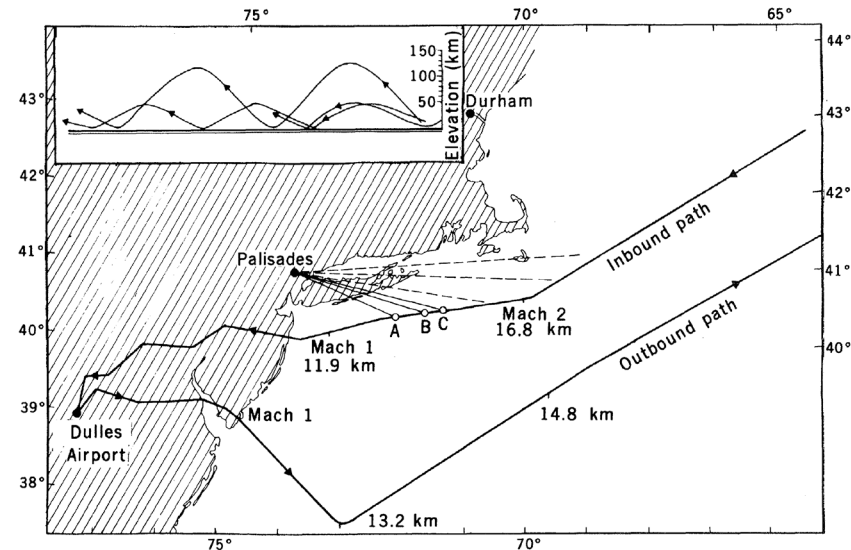 75° 70° 65°
44°
150
100
50
Elevation (km)
43° Durham 43°
42° 42°
Inbound path
41° Palisades 41°
Mach 2
16.8 km
A B C
40° Mach 1 40°
11.9 km
Outbound path
39° Mach 1 14.8 km
Dulles
Airport
38°
13.2 km
75° 70°